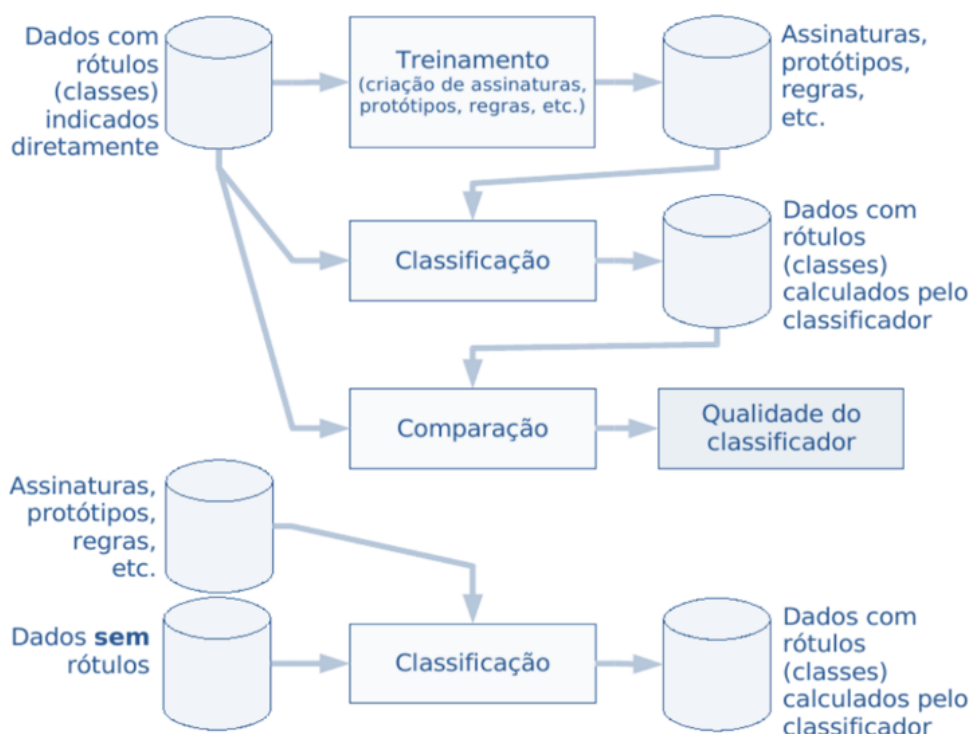 Dados com
rótulos
(classes)
indicados
diretamente
Treinamento
(criação de assinaturas,
protótipos, regras, etc.)
Assinaturas,
protótipos,
regras,
etc.
Classificação
Dados com
rótulos
(classes)
calculados pelo
classificador
Comparação
Qualidade do
classificador
Assinaturas,
protótipos,
regras,
etc.
Dados sem
rótulos
Classificação
Dados com
rótulos
(classes)
calculados pelo
classificador